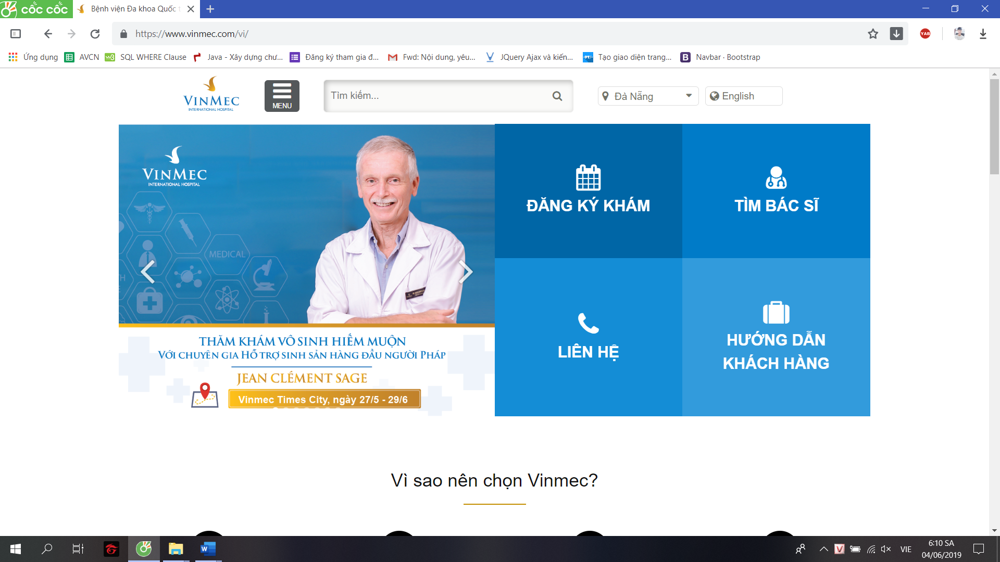 cốc cốc
Bệnh viện Đa khoa Quốc t
https://www.vinmec.com/vi/
YAB
Ứng dụng
AVCN
w3
SQL WHERE Clause
Java - Xây dựng chư...
Đăng ký tham gia đ...
Fwd: Nội dung, yêu...
JQuery Ajax và kiến...
Tạo giao diện trang...
B
Navbar · Bootstrap
VINMEC
INTERNATIONAL HOSPITAL
MENU
Tìm kiếm...
Đà Nẵng
English
VINMEC
INTERNATIONAL HOSPITAL
MEDICAL
THĂM KHÁM VÔ SINH HIẾM MUỘN
VỚI CHUYÊN GIA HỖ TRỢ SINH SẢN HÀNG ĐẦU NGƯỜI PHÁP
JEAN CLÉMENT SAGE
Vinmec Times City, ngày 27/5 - 29/6
ĐĂNG KÝ KHÁM
TÌM BÁC SĨ
LIÊN HỆ
HƯỚNG DẪN
KHÁCH HÀNG
Vì sao nên chọn Vinmec?
W
V
VIE
6:10 SA
04/06/2019